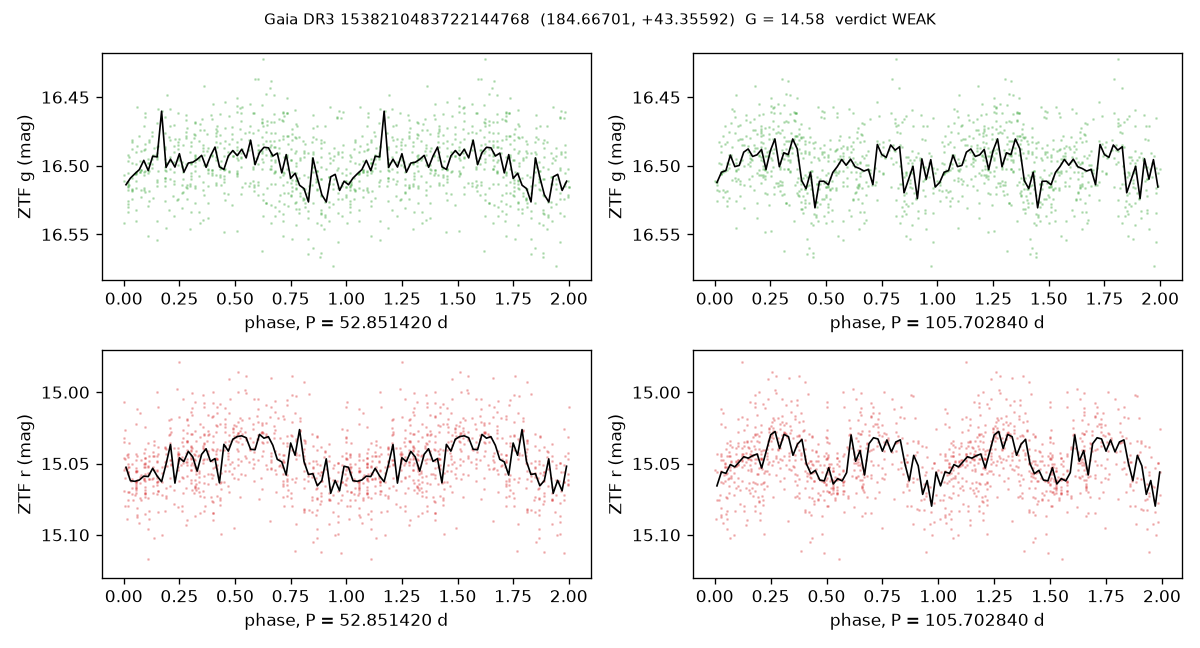 Gaia DR3 1538210483722144768  (184.66701, +43.35592)  G = 14.58  verdict WEAK
ZTF g (mag)
16.45
16.50
16.55
0.00 0.25 0.50 0.75 1.00 1.25 1.50 1.75 2.00
phase, P = 52.851420 d
ZTF g (mag)
16.45
16.50
16.55
0.00 0.25 0.50 0.75 1.00 1.25 1.50 1.75 2.00
phase, P = 105.702840 d
ZTF r (mag)
15.00
15.05
15.10
0.00 0.25 0.50 0.75 1.00 1.25 1.50 1.75 2.00
phase, P = 52.851420 d
ZTF r (mag)
15.00
15.05
15.10
0.00 0.25 0.50 0.75 1.00 1.25 1.50 1.75 2.00
phase, P = 105.702840 d